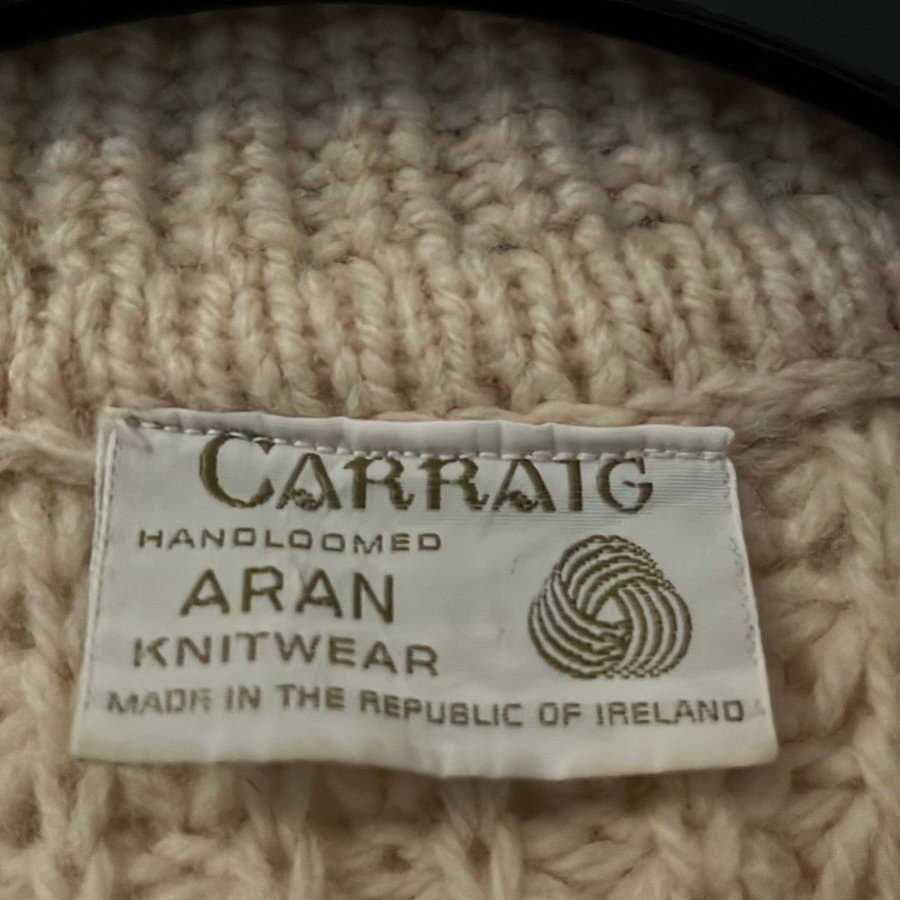 CARRAIG
HANDLOOMED
ARAN
KNITWEAR
MADE IN THE REPUBLIC OF IRELAND